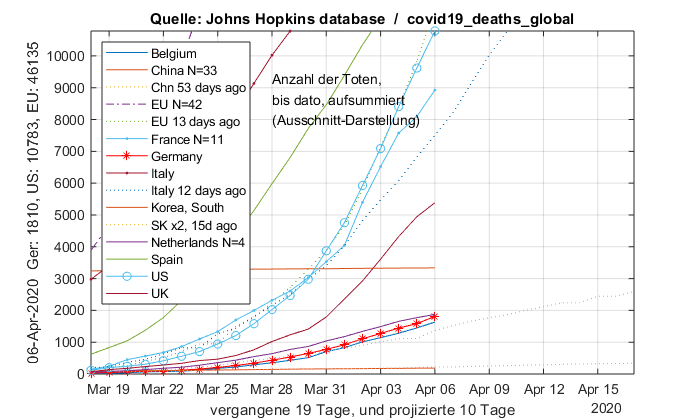 Quelle: Johns Hopkins database / covid19_deaths_global
06-Apr-2020 Ger: 1810, US: 10783, EU: 46135
10000
9000
8000
7000
6000
5000
4000
3000
2000
1000
0
Belgium
China N=33
Chn 53 days ago
EU N=42
EU 13 days ago
France N=11
Germany
Italy
Italy 12 days ago
Korea, South
SK x2, 15d ago
Netherlands N=4
Spain
US
UK
Anzahl der Toten,
bis dato, aufsummiert
(Ausschnitt-Darstellung)
Mar 19 Mar 22 Mar 25 Mar 28 Mar 31 Apr 03 Apr 06 Apr 09 Apr 12 Apr 15
2020
vergangene 19 Tage, und projizierte 10 Tage